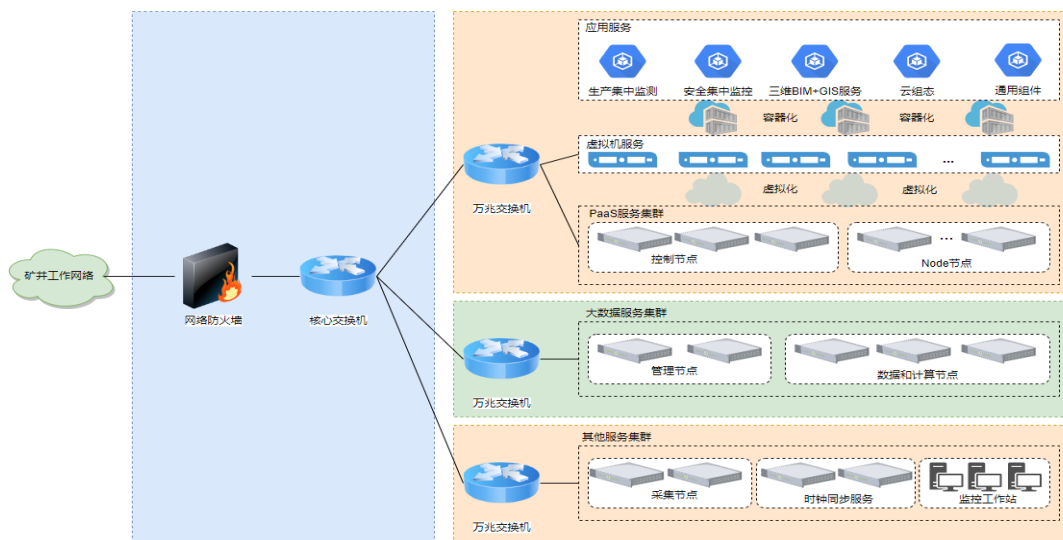 应用服务
生产集中监测
安全集中监控
三维BIM+GIS服务
云组态
通用组件
容器化
容器化
虚拟机服务
...
虚拟化
虚拟化
万兆交换机
PaaS服务集群
控制节点
...
Node节点
矿井工作网络
网络防火墙
核心交换机
大数据服务集群
管理节点
数据和计算节点
万兆交换机
其他服务集群
采集节点
时钟同步服务
监控工作站
万兆交换机